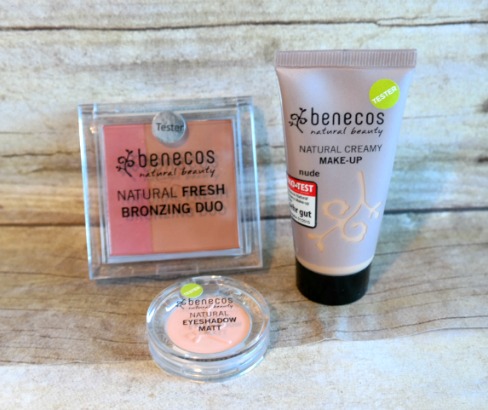 Tester
benecos
natural beauty
NATURAL FRESH
BRONZING DUO
TESTER
benecos
natural beauty
NATURAL CREAMY
MAKE-UP
nude
benecos
natural beauty
NATURAL
EYESHADOW
MATT